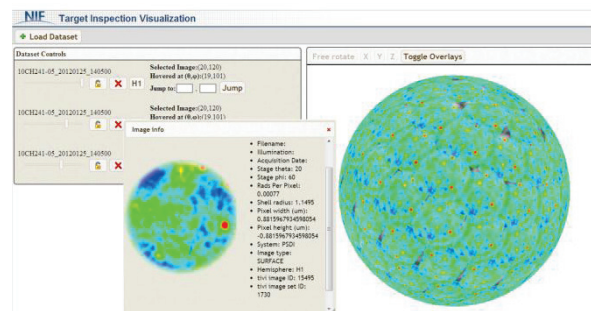 NIF Target Inspection Visualization
+ Load Dataset
Dataset Controls
10CH241-05_20120125_140500
Selected Image:(20,120)
Hovered at (θ,φ):(19,101)
H1
Jump to: , Jump
10CH241-05_20120125_140500
Selected Image:(20,120)
Hovered at (θ,φ):(19,101)
10CH241-05_20120125_140500
Free rotate X Y Z Toggle Overlays
Image Info
Filename:
Illumination:
Acquisition Date:
Stage theta: 20
Stage phi: 60
Rads Per Pixel:
0.00077
Shell radius: 1.1495
Pixel width (um):
0.8815967934598054
Pixel height (um):
-0.8815967934598054
System: PSDI
Image type:
SURFACE
Hemisphere: H1
tivi image ID: 15495
tivi image set ID:
1730